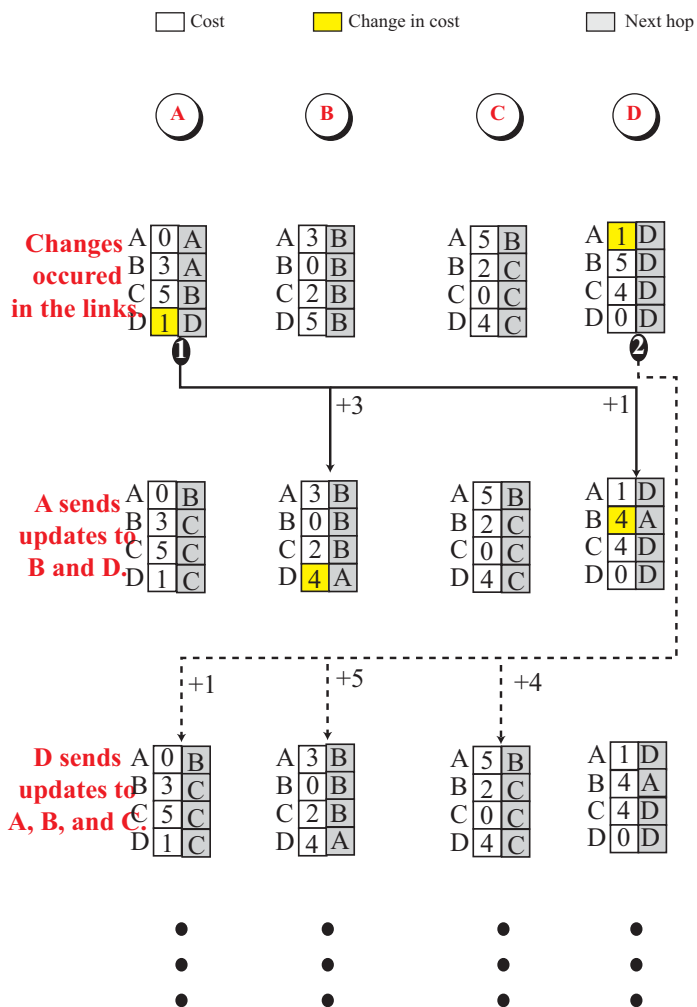 Cost Change in cost Next hop
A B C D
Changes
occured
in the links.
A 0 A
B 3 A
C 5 B
D 1 D
A 3 B
B 0 B
C 2 B
D 5 B
A 5 B
B 2 C
C 0 C
D 4 C
A 1 D
B 5 D
C 4 D
D 0 D
1 2
+3 +1
A sends
updates to
B and D.
A 0 B
B 3 C
C 5 C
D 1 C
A 3 B
B 0 B
C 2 B
D 4 A
A 5 B
B 2 C
C 0 C
D 4 C
A 1 D
B 4 A
C 4 D
D 0 D
+1 +5 +4
D sends
updates to
A, B, and C.
A 0 B
B 3 C
C 5 C
D 1 C
A 3 B
B 0 B
C 2 B
D 4 A
A 5 B
B 2 C
C 0 C
D 4 C
A 1 D
B 4 A
C 4 D
D 0 D